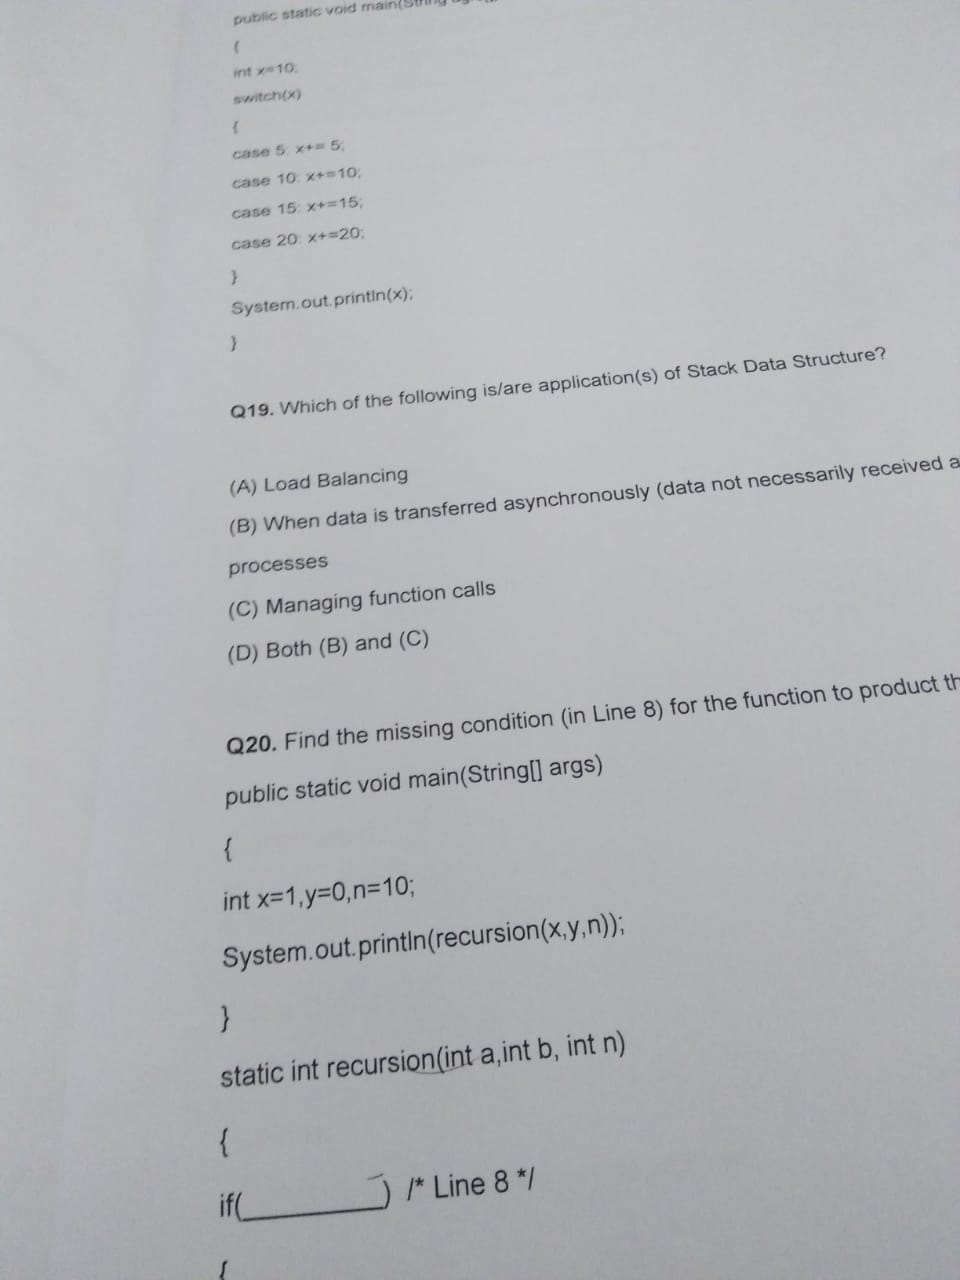 public static void main(String
{
int x=10;
switch(x)
{
case 5: x+= 5;
case 10: x+=10;
case 15: x+=15;
case 20: x+=20;
}
System.out.println(x);
}
Q19. Which of the following is/are application(s) of Stack Data Structure?
(A) Load Balancing
(B) When data is transferred asynchronously (data not necessarily received a
processes
(C) Managing function calls
(D) Both (B) and (C)
Q20. Find the missing condition (in Line 8) for the function to product th
public static void main(String[] args)
{
int x=1,y=0,n=10;
System.out.println(recursion(x,y,n));
}
static int recursion(int a,int b, int n)
{
if(__________) /* Line 8 */
{